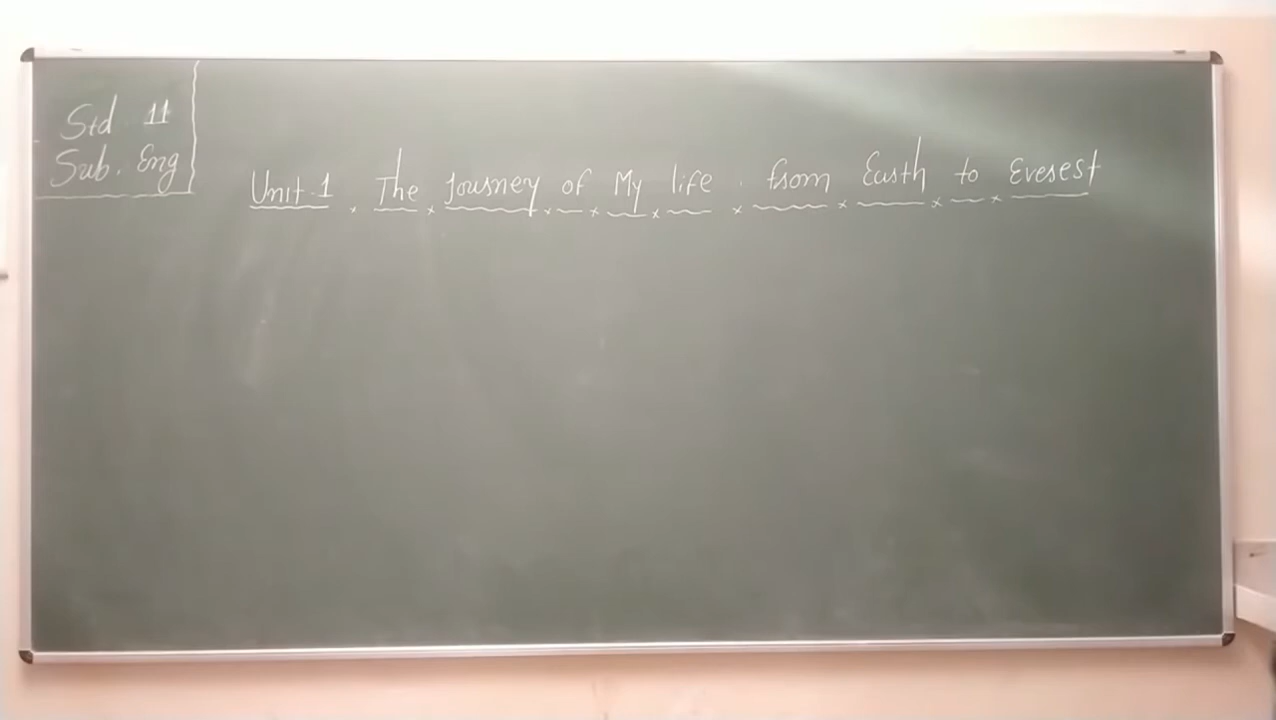 Std 11
Sub. Eng
Unit-1 The Journey of My life. from Earth to Everest